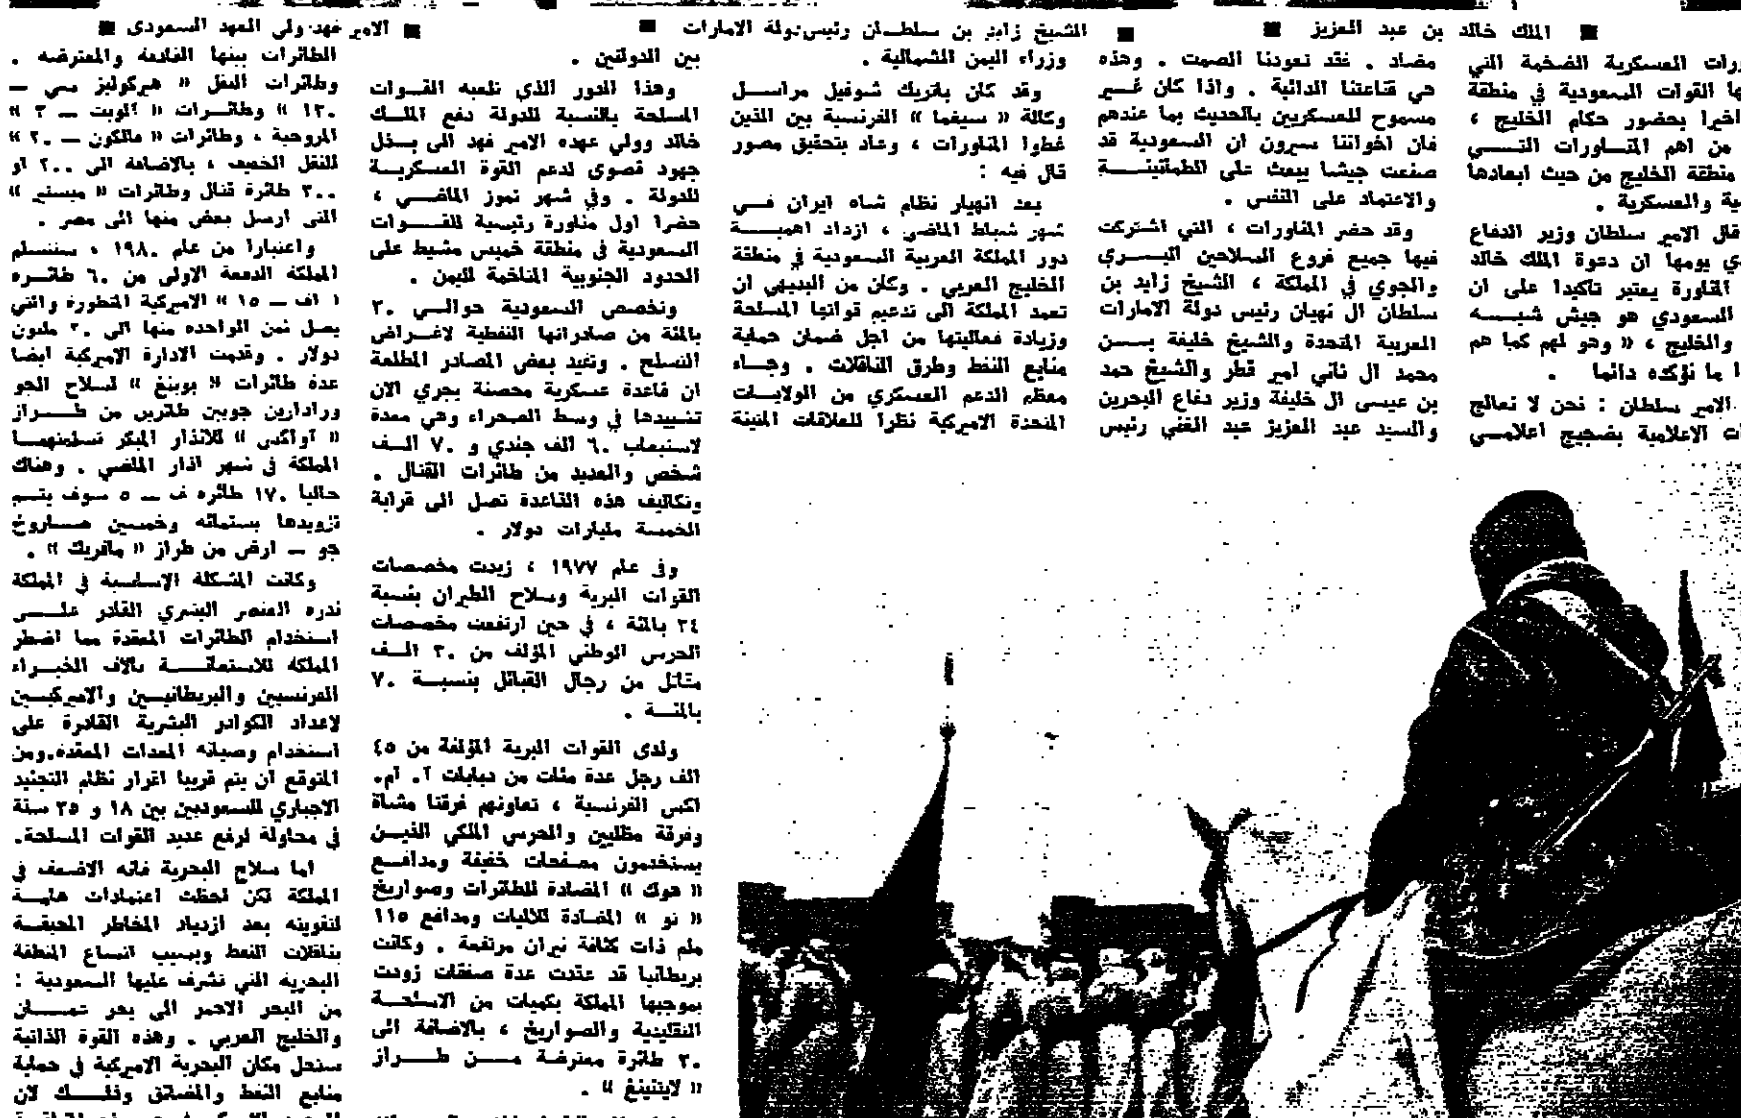 ■ الملك خالد بن عبد العزيز ■
■ الشيخ زايد بن سلطان رئيس دولة الامارات ■
■ الامير فهد ولي العهد السعودي ■
ورات العسكرية الضخمة التي
ها القوات السعودية في منطقة
اخيرا بحضور حكام الخليج ،
من اهم المناورات التي
منطقة الخليج من حيث ابعادها
ية والعسكرية .
قال الامير سلطان وزير الدفاع
ي يومها ان دعوة الملك خالد
المناورة يعتبر تاكيدا على ان
السعودي هو جيش شبه
والخليج ، « وهو لهم كما هم
ا ما نؤكده دائما .
الامير سلطان : نحن لا نعالج
ات الاعلامية بضجيج اعلامي
مضاد . فقد تعودنا الصمت . وهذه
هي قناعتنا الذاتية . واذا كان غير
مسموح للعسكريين بالحديث بما عندهم
فان اخواننا سيرون ان السعودية قد
صنعت جيشا يبعث على الطمأنينة
والاعتماد على النفس .
وقد حضر المناورات ، التي اشتركت
فيها جميع فروع السلاحين البري
والجوي في المملكة ، الشيخ زايد بن
سلطان ال نهيان رئيس دولة الامارات
العربية المتحدة والشيخ خليفة بن
محمد ال ثاني امير قطر والشيخ حمد
بن عيسى ال خليفة وزير دفاع البحرين
والسيد عبد العزيز عبد الغني رئيس
وزراء اليمن الشمالية .
وقد كان باتريك شوفيل مراسل
وكالة « سيغما » الفرنسية بين الذين
غطوا المناورات ، وعاد بتحقيق مصور
قال فيه :
بعد انهيار نظام شاه ايران في
شهر شباط الماضي ، ازداد اهمية
دور المملكة العربية السعودية في منطقة
الخليج العربي . وكان من البديهي ان
تعمد المملكة الى تدعيم قواتها المسلحة
وزيادة فعاليتها من اجل ضمان حماية
منابع النفط وطرق الناقلات . وجاء
معظم الدعم العسكري من الولايات
المتحدة الاميركية نظرا للعلاقات المتينة
بين الدولتين .
وهذا الدور الذي تلعبه القوات
المسلحة بالنسبة للدولة دفع الملك
خالد وولي عهده الامير فهد الى بذل
جهود قصوى لدعم القوة العسكرية
للدولة . وفي شهر تموز الماضي ،
حضرا اول مناورة رئيسية للقوات
السعودية في منطقة خميس مشيط على
الحدود الجنوبية المتاخمة لليمن .
وتخصص السعودية حوالي ٣٠
بالمئة من صادراتها النفطية لاغراض
التسلح . وتفيد بعض المصادر المطلعة
ان قاعدة عسكرية محصنة يجري الان
تشييدها في وسط الصحراء وهي معدة
لاستيعاب ٦٠ الف جندي و ٧٠ الف
شخص والعديد من طائرات القتال .
وتكاليف هذه القاعدة تصل الى قرابة
الخمسة مليارات دولار .
وفي عام ١٩٧٧ ، زيدت مخصصات
القوات البرية وسلاح الطيران بنسبة
٢٤ بالمئة ، في حين ارتفعت مخصصات
الحرس الوطني المؤلف من ٣٠ الف
مقاتل من رجال القبائل بنسبة ٧٠
بالمئة .
ولدى القوات البرية المؤلفة من ٤٥
الف رجل عدة مئات من دبابات آ. ام.
اكس الفرنسية ، تعاونهم فرقتا مشاة
وفرقة مظليين والحرس الملكي الذين
يستخدمون مصفحات خفيفة ومدافع
« هوك » المضادة للطائرات وصواريخ
« تو » المضادة للاليات ومدافع ١١٥
ملم ذات كثافة نيران مرتفعة . وكانت
بريطانيا قد عقدت عدة صفقات زودت
بموجبها المملكة بكميات من الاسلحة
التقليدية والصواريخ ، بالاضافة الى
٣٠ طائرة معترضة من طراز
« لايتنينغ » .
الطائرات بينها القاذفة والمعترضة .
وطائرات النقل « هيركوليز سي ـ
١٣٠ » وطائرات « الويت ـ ٣ »
المروحية ، وطائرات « فالكون ـ ٢٠ »
للنقل الخفيف ، بالاضافة الى ٢٠٠ او
٣٠٠ طائرة قتال وطائرات « ميستير »
التي ارسل بعض منها الى مصر .
واعتبارا من عام ١٩٨٠ ، ستتسلم
المملكة الدفعة الاولى من ٦٠ طائرة
« اف ـ ١٥ » الاميركية المتطورة والتي
يصل ثمن الواحدة منها الى ٣٠ مليون
دولار . وقدمت الادارة الاميركية ايضا
عدة طائرات « بوينغ » لسلاح الجو
ورادارين جويين طائرين من طراز
« آواكس » للانذار المبكر تسلمتهما
المملكة في شهر اذار الماضي . وهناك
حاليا ١٧٠ طائرة ف ـ ٥ سوف يتم
تزويدها بستمائة وخمسين صاروخ
جو ـ ارض من طراز « مافريك » .
وكانت المشكلة الاساسية في المملكة
ندرة العنصر البشري القادر على
استخدام الطائرات المعقدة مما اضطر
المملكة للاستعانة بالاف الخبراء
الفرنسيين والبريطانيين والاميركيين
لاعداد الكوادر البشرية القادرة على
استخدام وصيانة المعدات المعقدة.ومن
المتوقع ان يتم قريبا اقرار نظام التجنيد
الاجباري للسعوديين بين ١٨ و ٣٥ سنة
في محاولة لرفع عديد القوات المسلحة.
اما سلاح البحرية فانه الاضعف في
المملكة لكن لحظت اعتمادات هامة
لتقويته بعد ازدياد المخاطر المحيقة
بناقلات النفط وبسبب اتساع المنطقة
البحرية التي تشرف عليها السعودية :
من البحر الاحمر الى بحر عمان
والخليج العربي . وهذه القوة الذاتية
ستحل مكان البحرية الاميركية في حماية
منابع النفط والمضائق وذلك لان